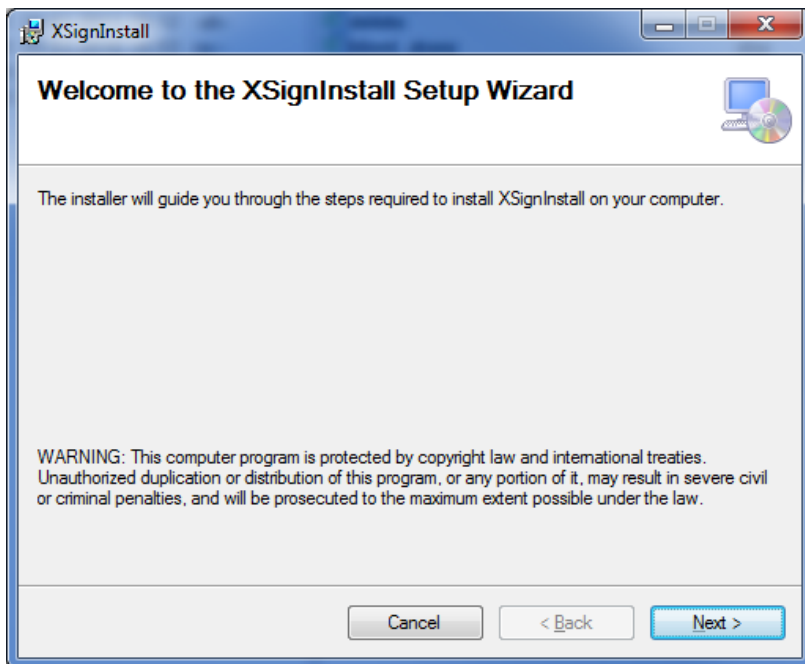 XSignInstall
Welcome to the XSignInstall Setup Wizard
The installer will guide you through the steps required to install XSignInstall on your computer.
WARNING: This computer program is protected by copyright law and international treaties.
Unauthorized duplication or distribution of this program, or any portion of it, may result in severe civil
or criminal penalties, and will be prosecuted to the maximum extent possible under the law.
Cancel < Back Next >